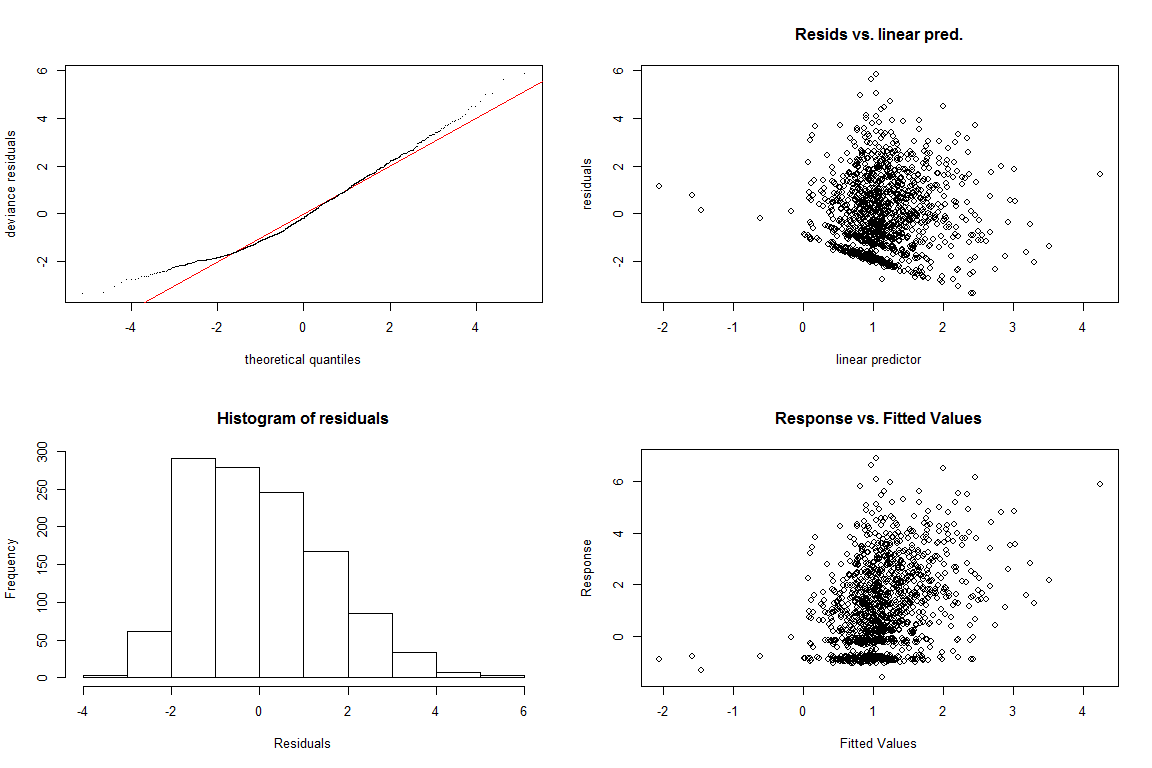 6
4
2
0
-2
deviance residuals
-4 -2 0 2 4
theoretical quantiles
Resids vs. linear pred.
6
4
2
0
-2
residuals
-2 -1 0 1 2 3 4
linear predictor
Histogram of residuals
300
250
200
150
100
50
0
Frequency
-4 -2 0 2 4 6
Residuals
Response vs. Fitted Values
6
4
2
0
Response
-2 -1 0 1 2 3 4
Fitted Values